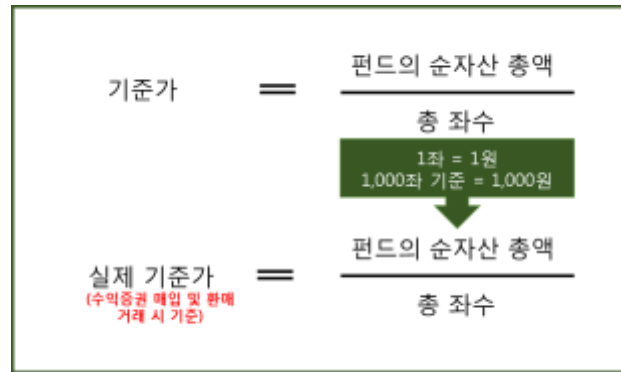 펀드의 순자산 총액
기준가 =
총 좌수
1좌 = 1원
1,000좌 기준 = 1,000원
펀드의 순자산 총액
실제 기준가 =
(수익증권 매입 및 환매
거래 시 기준)
총 좌수